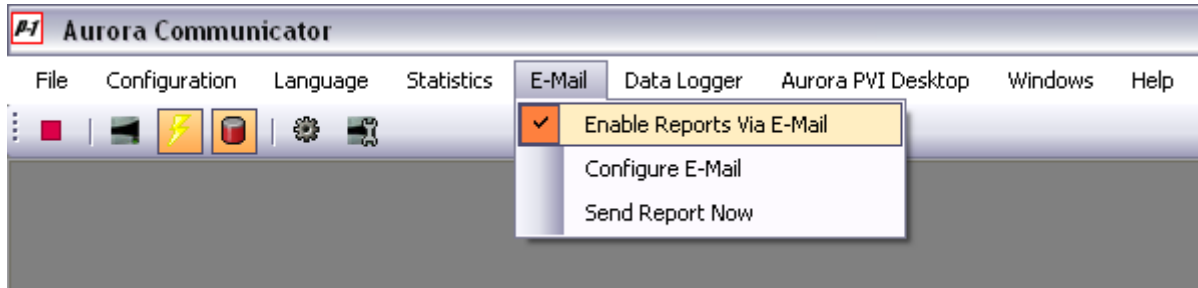 P-1 Aurora Communicator
File Configuration Language Statistics E-Mail Data Logger Aurora PVI Desktop Windows Help
Enable Reports Via E-Mail
Configure E-Mail
Send Report Now